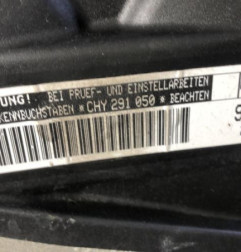 UNG! BEI PRUEF- UND EINSTELLARBEITEN
KENNBUCHSTABEN *CHY 291 050* BEACHTEN